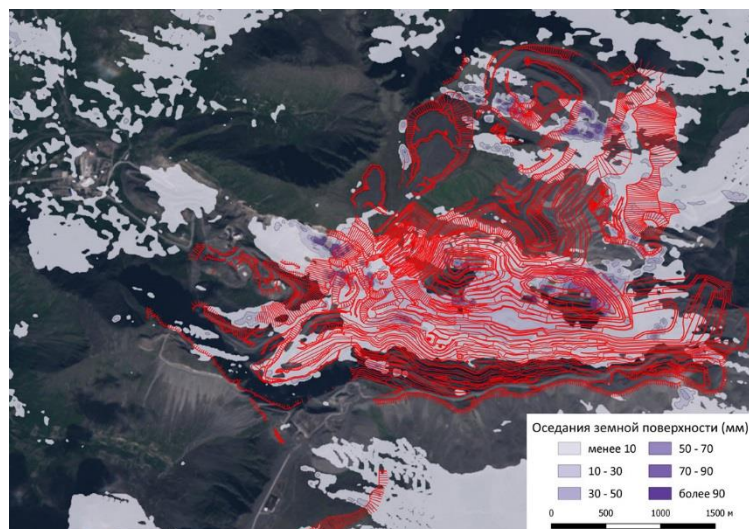 Оседания земной поверхности (мм)
менее 10
50 - 70
10 - 30
70 - 90
30 - 50
более 90
0 500 1000 1500 м